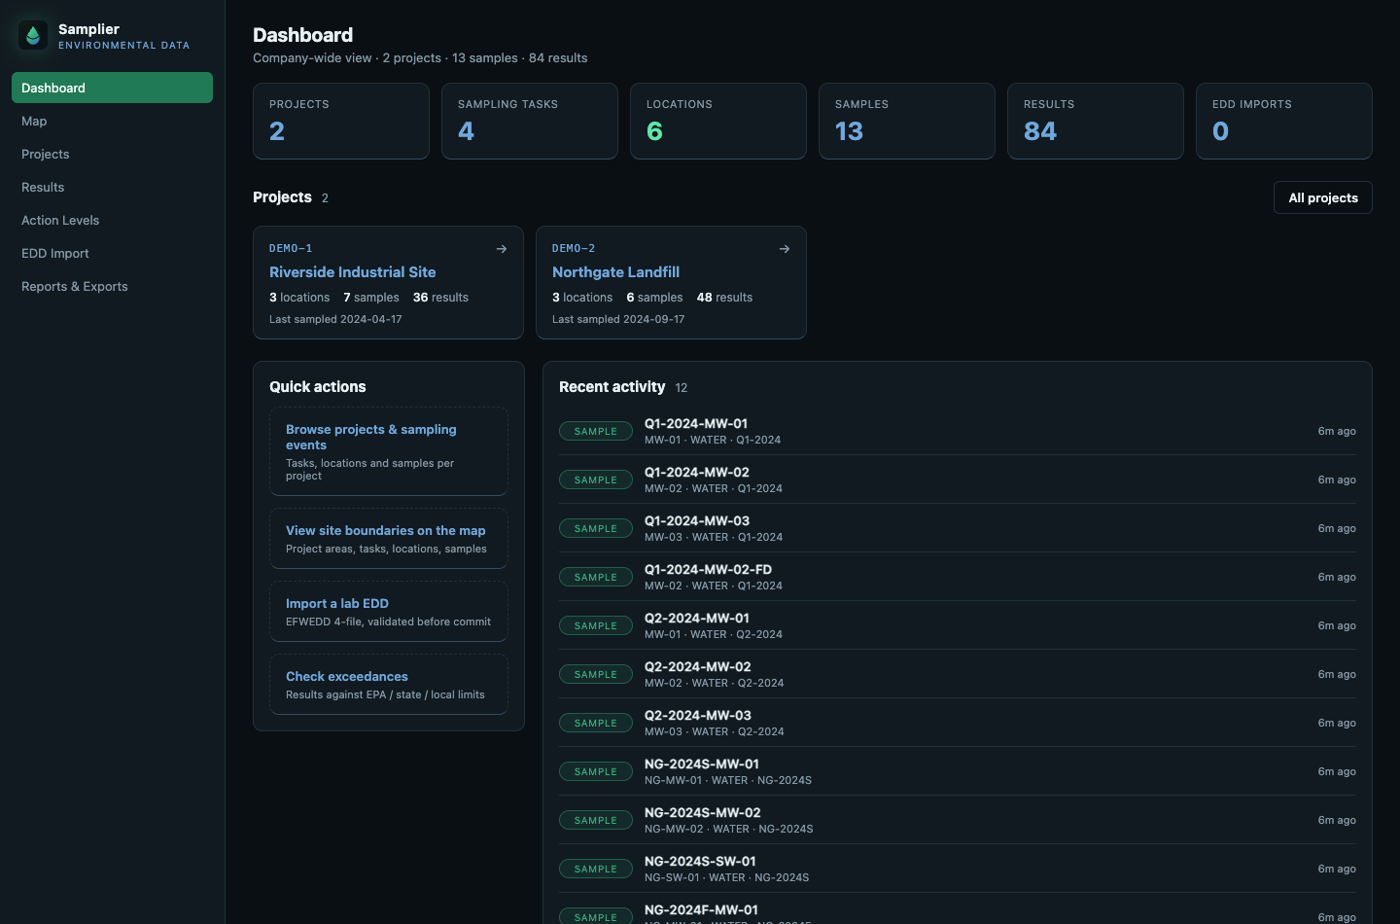 Samplier
ENVIRONMENTAL DATA
Dashboard
Map
Projects
Results
Action Levels
EDD Import
Reports & Exports
Dashboard
Company-wide view · 2 projects · 13 samples · 84 results
PROJECTS
2
SAMPLING TASKS
4
LOCATIONS
6
SAMPLES
13
RESULTS
84
EDD IMPORTS
0
Projects 2
All projects
DEMO-1 →
Riverside Industrial Site
3 locations 7 samples 36 results
Last sampled 2024-04-17
DEMO-2 →
Northgate Landfill
3 locations 6 samples 48 results
Last sampled 2024-09-17
Quick actions
Browse projects & sampling
events
Tasks, locations and samples per
project
View site boundaries on the map
Project areas, tasks, locations, samples
Import a lab EDD
EFWEDD 4-file, validated before commit
Check exceedances
Results against EPA / state / local limits
Recent activity 12
SAMPLE
Q1-2024-MW-01
MW-01 · WATER · Q1-2024
6m ago
SAMPLE
Q1-2024-MW-02
MW-02 · WATER · Q1-2024
6m ago
SAMPLE
Q1-2024-MW-03
MW-03 · WATER · Q1-2024
6m ago
SAMPLE
Q1-2024-MW-02-FD
MW-02 · WATER · Q1-2024
6m ago
SAMPLE
Q2-2024-MW-01
MW-01 · WATER · Q2-2024
6m ago
SAMPLE
Q2-2024-MW-02
MW-02 · WATER · Q2-2024
6m ago
SAMPLE
Q2-2024-MW-03
MW-03 · WATER · Q2-2024
6m ago
SAMPLE
NG-2024S-MW-01
NG-MW-01 · WATER · NG-2024S
6m ago
SAMPLE
NG-2024S-MW-02
NG-MW-02 · WATER · NG-2024S
6m ago
SAMPLE
NG-2024S-SW-01
NG-SW-01 · WATER · NG-2024S
6m ago
SAMPLE
NG-2024F-MW-01
6m ago